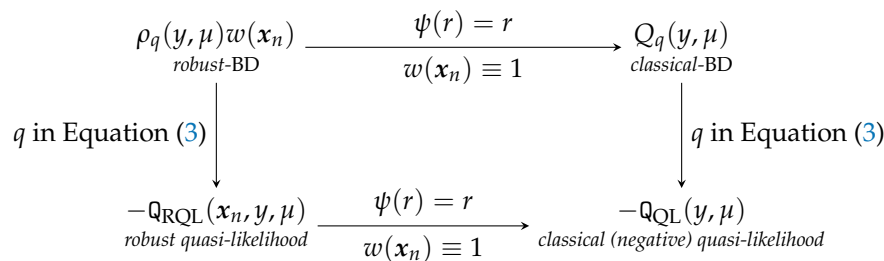 ρ_q(y, μ)w(𝒙_n) ψ(r) = r Q_q(y, μ)
robust-BD w(𝒙_n) ≡ 1 classical-BD
q in Equation (3) q in Equation (3)
−Q_RQL(𝒙_n, y, μ) ψ(r) = r −Q_QL(y, μ)
robust quasi-likelihood w(𝒙_n) ≡ 1 classical (negative) quasi-likelihood